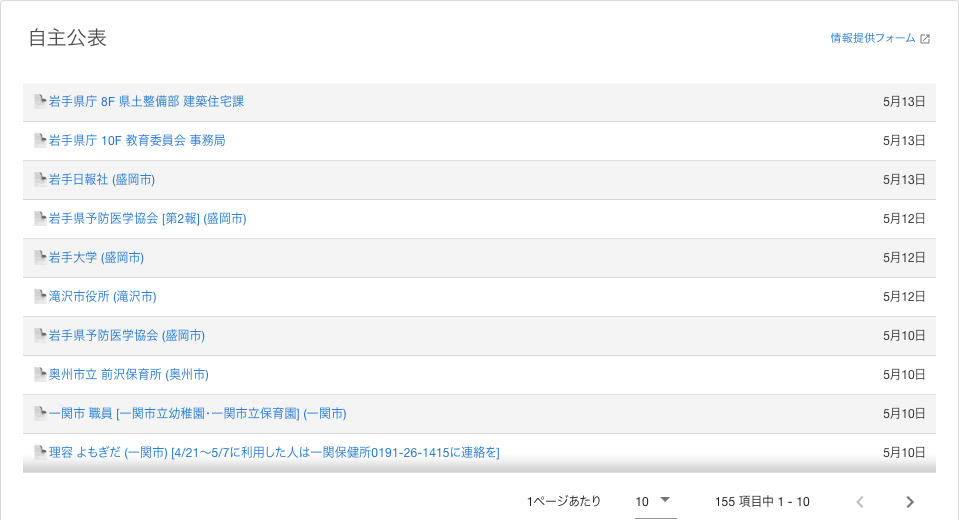 自主公表
情報提供フォーム
岩手県庁 8F 県土整備部 建築住宅課 5月13日
岩手県庁 10F 教育委員会 事務局 5月13日
岩手日報社 (盛岡市) 5月13日
岩手県予防医学協会 [第2報] (盛岡市) 5月12日
岩手大学 (盛岡市) 5月12日
滝沢市役所 (滝沢市) 5月12日
岩手県予防医学協会 (盛岡市) 5月10日
奥州市立 前沢保育所 (奥州市) 5月10日
一関市 職員 [一関市立幼稚園･一関市立保育園] (一関市) 5月10日
理容 よもぎだ (一関市) [4/21〜5/7に利用した人は一関保健所0191-26-1415に連絡を] 5月10日
1ページあたり 10 155 項目中 1 - 10